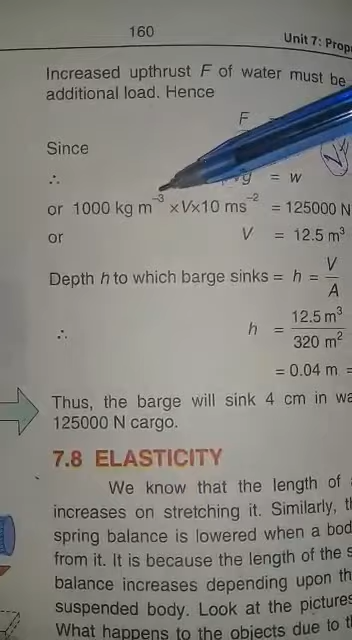 160
Unit 7: Prop
Increased upthrust F of water must be
additional load. Hence
F =
Since
∴ Vg = w
or 1000 kg m⁻³ ×V×10 ms⁻² = 125000 N
or V = 12.5 m³
Depth h to which barge sinks = h = V/A
∴ h = 12.5 m³/320 m²
= 0.04 m =
Thus, the barge will sink 4 cm in wa
125000 N cargo.
7.8 ELASTICITY
We know that the length of a
increases on stretching it. Similarly, th
spring balance is lowered when a bod
from it. It is because the length of the s
balance increases depending upon th
suspended body. Look at the pictures
What happens to the objects due to th